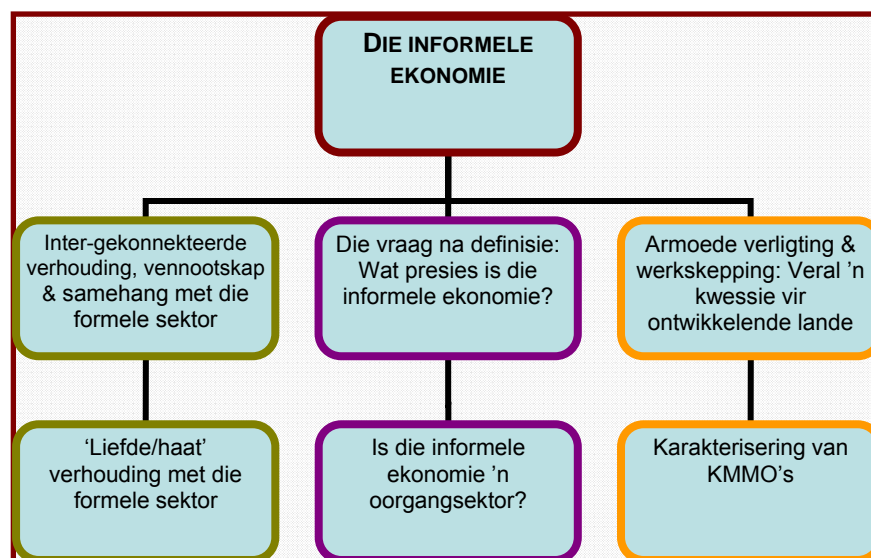 DIE INFORMELE
EKONOMIE
Inter-gekonnekteerde
verhouding, vennootskap
& samehang met die
formele sektor
Die vraag na definisie:
Wat presies is die
informele ekonomie?
Armoede verligting &
werkskepping: Veral ’n
kwessie vir
ontwikkelende lande
‘Liefde/haat’
verhouding met die
formele sektor
Is die informele
ekonomie ’n
oorgangsektor?
Karakterisering van
KMMO’s